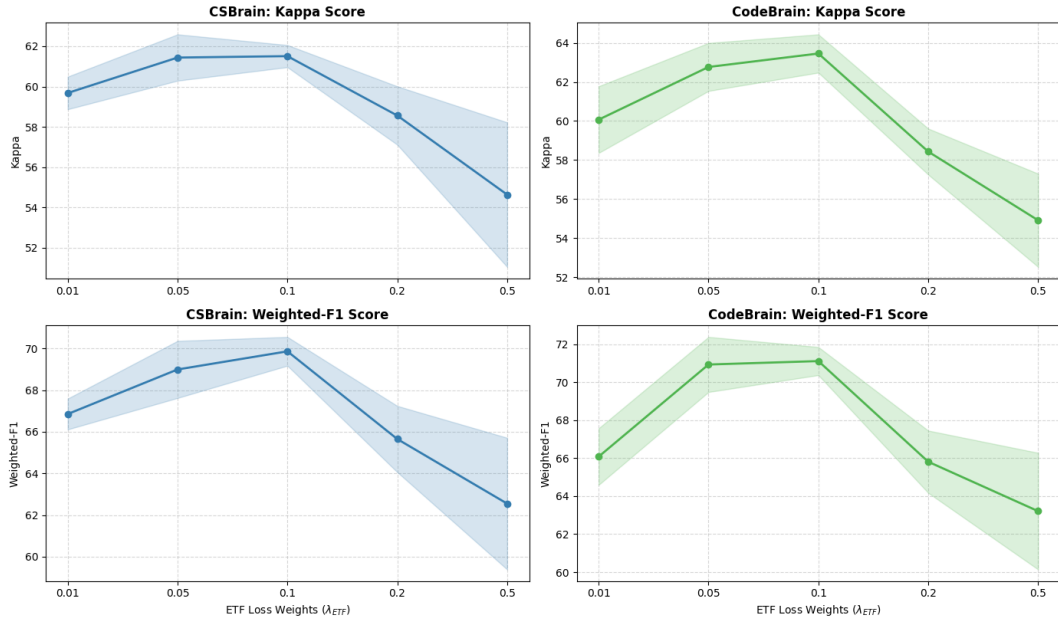 CSBrain: Kappa Score
Kappa
62
60
58
56
54
52
0.01 0.05 0.1 0.2 0.5
CodeBrain: Kappa Score
Kappa
64
62
60
58
56
54
52
0.01 0.05 0.1 0.2 0.5
CSBrain: Weighted-F1 Score
Weighted-F1
70
68
66
64
62
60
0.01 0.05 0.1 0.2 0.5
ETF Loss Weights (λ_ETF)
CodeBrain: Weighted-F1 Score
Weighted-F1
72
70
68
66
64
62
60
0.01 0.05 0.1 0.2 0.5
ETF Loss Weights (λ_ETF)